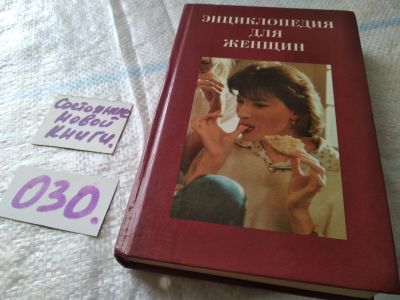 ЭНЦИКЛОПЕДИЯ
ДЛЯ
ЖЕНЩИН
Состояние
новой
книги.
030.